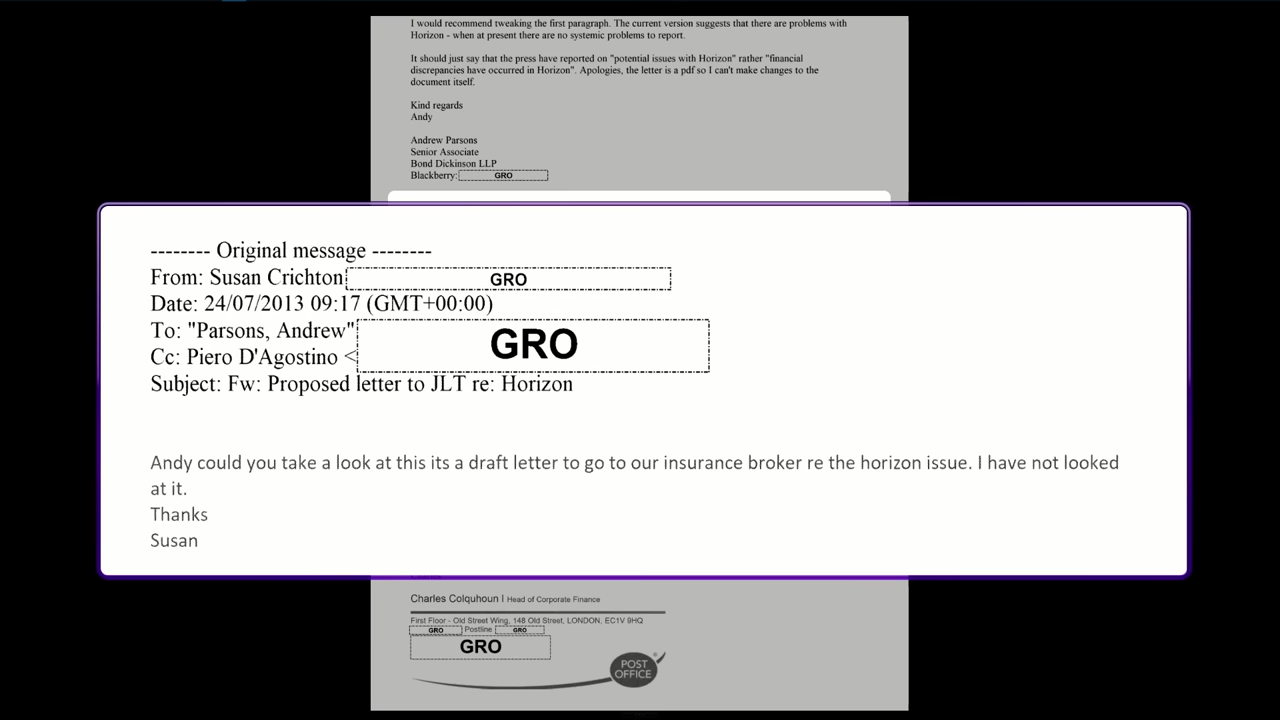 I would recommend tweaking the first paragraph. The current version suggests that there are problems with
Horizon - when at present there are no systemic problems to report.
It should just say that the press have reported on "potential issues with Horizon" rather "financial
discrepancies have occurred in Horizon". Apologies, the letter is a pdf so I can't make changes to the
document itself.
Kind regards
Andy
Andrew Parsons
Senior Associate
Bond Dickinson LLP
Blackberry: GRO
-------- Original message --------
From: Susan Crichton GRO
Date: 24/07/2013 09:17 (GMT+00:00)
To: "Parsons, Andrew" GRO
Cc: Piero D'Agostino <
Subject: Fw: Proposed letter to JLT re: Horizon
Andy could you take a look at this its a draft letter to go to our insurance broker re the horizon issue. I have not looked
at it.
Thanks
Susan
Charles Colquhoun I Head of Corporate Finance
First Floor - Old Street Wing, 148 Old Street, LONDON, EC1V 9HQ
GRO Postline GRO
GRO
POST
OFFICE